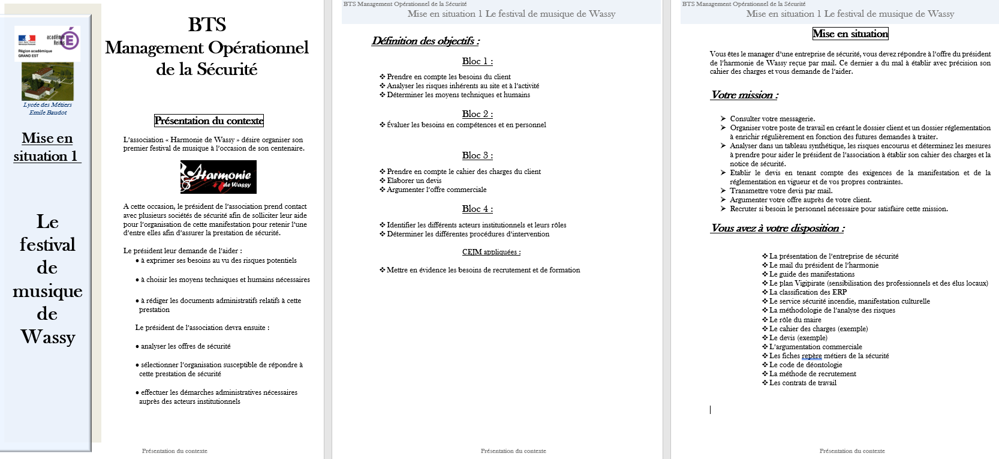 académie
Reims
Région académique
GRAND EST
Lycée des Métiers
Emile Baudot
Mise en
situation 1
Le
festival
de
musique
de
Wassy
BTS
Management Opérationnel
de la Sécurité
Présentation du contexte
L'association « Harmonie de Wassy » désire organiser son
premier festival de musique à l'occasion de son centenaire.
Harmonie
de Wassy
A cette occasion, le président de l'association prend contact
avec plusieurs sociétés de sécurité afin de solliciter leur aide
pour l'organisation de cette manifestation pour retenir l'une
d'entre elles afin d'assurer la prestation de sécurité.
Le président leur demande de l'aider :
• à exprimer ses besoins au vu des risques potentiels
• à choisir les moyens techniques et humains nécessaires
• à rédiger les documents administratifs relatifs à cette
prestation
Le président de l'association devra ensuite :
• analyser les offres de sécurité
• sélectionner l'organisation susceptible de répondre à
cette prestation de sécurité
• effectuer les démarches administratives nécessaires
auprès des acteurs institutionnels
Présentation du contexte
BTS Management Opérationnel de la Sécurité
Mise en situation 1 Le festival de musique de Wassy
Définition des objectifs :
Bloc 1 :
❖ Prendre en compte les besoins du client
❖ Analyser les risques inhérents au site et à l'activité
❖ Déterminer les moyens techniques et humains
Bloc 2 :
❖ Évaluer les besoins en compétences et en personnel
Bloc 3 :
❖ Prendre en compte le cahier des charges du client
❖ Elaborer un devis
❖ Argumenter l'offre commerciale
Bloc 4 :
❖ Identifier les différents acteurs institutionnels et leurs rôles
❖ Déterminer les différentes procédures d'intervention
CEJM appliquées :
❖ Mettre en évidence les besoins de recrutement et de formation
Présentation du contexte
BTS Management Opérationnel de la Sécurité
Mise en situation 1 Le festival de musique de Wassy
Mise en situation
Vous êtes le manager d'une entreprise de sécurité, vous devez répondre à l'offre du président
de l'harmonie de Wassy reçue par mail. Ce dernier a du mal à établir avec précision son
cahier des charges et vous demande de l'aider.
Votre mission :
➢ Consulter votre messagerie.
➢ Organiser votre poste de travail en créant le dossier client et un dossier réglementation
à enrichir régulièrement en fonction des futures demandes à traiter.
➢ Analyser dans un tableau synthétique, les risques encourus et déterminez les mesures
à prendre pour aider le président de l'association à établir son cahier des charges et la
notice de sécurité.
➢ Etablir le devis en tenant compte des exigences de la manifestation et de la
réglementation en vigueur et de vos propres contraintes.
➢ Transmettre votre devis par mail.
➢ Argumenter votre offre auprès de votre client.
➢ Recruter si besoin le personnel nécessaire pour satisfaire cette mission.
Vous avez à votre disposition :
❖ La présentation de l'entreprise de sécurité
❖ Le mail du président de l'harmonie
❖ Le guide des manifestations
❖ Le plan Vigipirate (sensibilisation des professionnels et des élus locaux)
❖ La classification des ERP
❖ Le service sécurité incendie, manifestation culturelle
❖ La méthodologie de l'analyse des risques
❖ Le rôle du maire
❖ Le cahier des charges (exemple)
❖ Le devis (exemple)
❖ L'argumentation commerciale
❖ Les fiches repère métiers de la sécurité
❖ Le code de déontologie
❖ La méthode de recrutement
❖ Les contrats de travail
Présentation du contexte